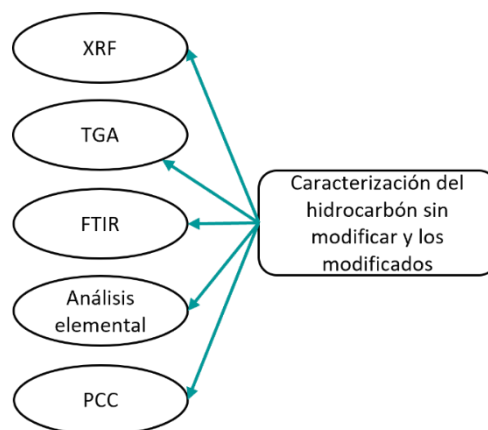 XRF
TGA
FTIR
Análisis
elemental
PCC
Caracterización del
hidrocarbón sin
modificar y los
modificados